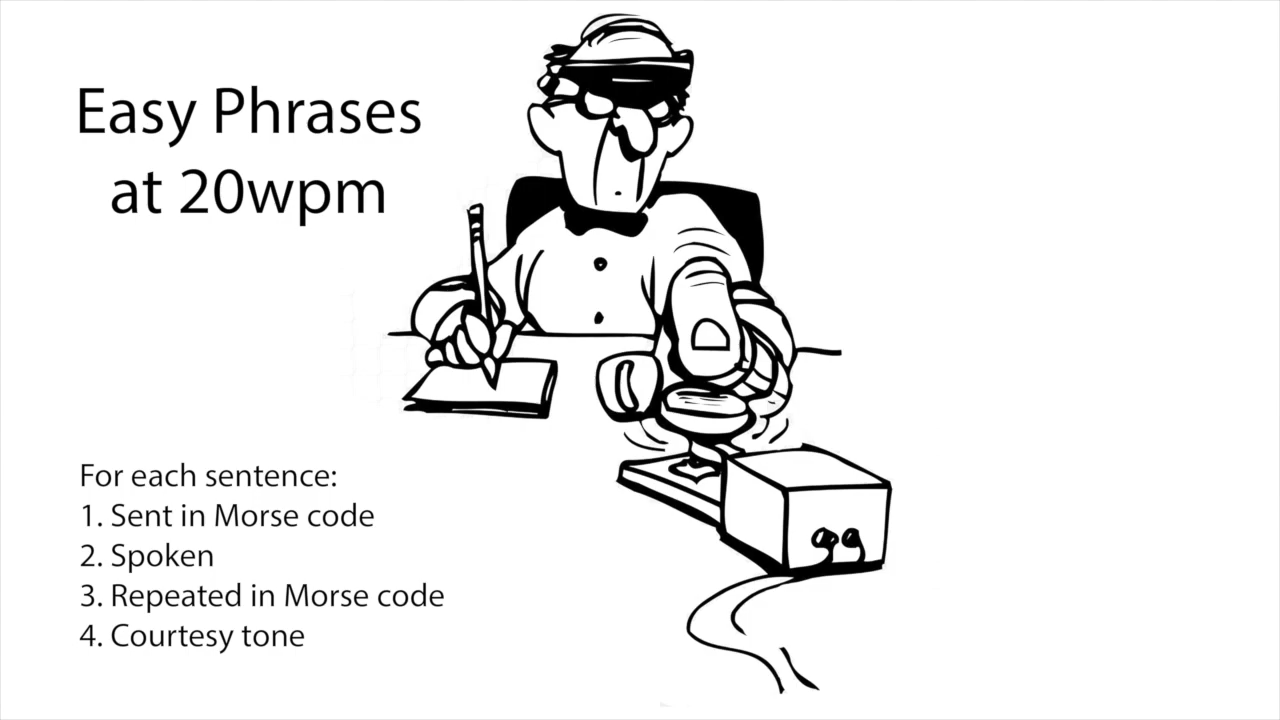 Easy Phrases
at 20wpm
For each sentence:
1. Sent in Morse code
2. Spoken
3. Repeated in Morse code
4. Courtesy tone